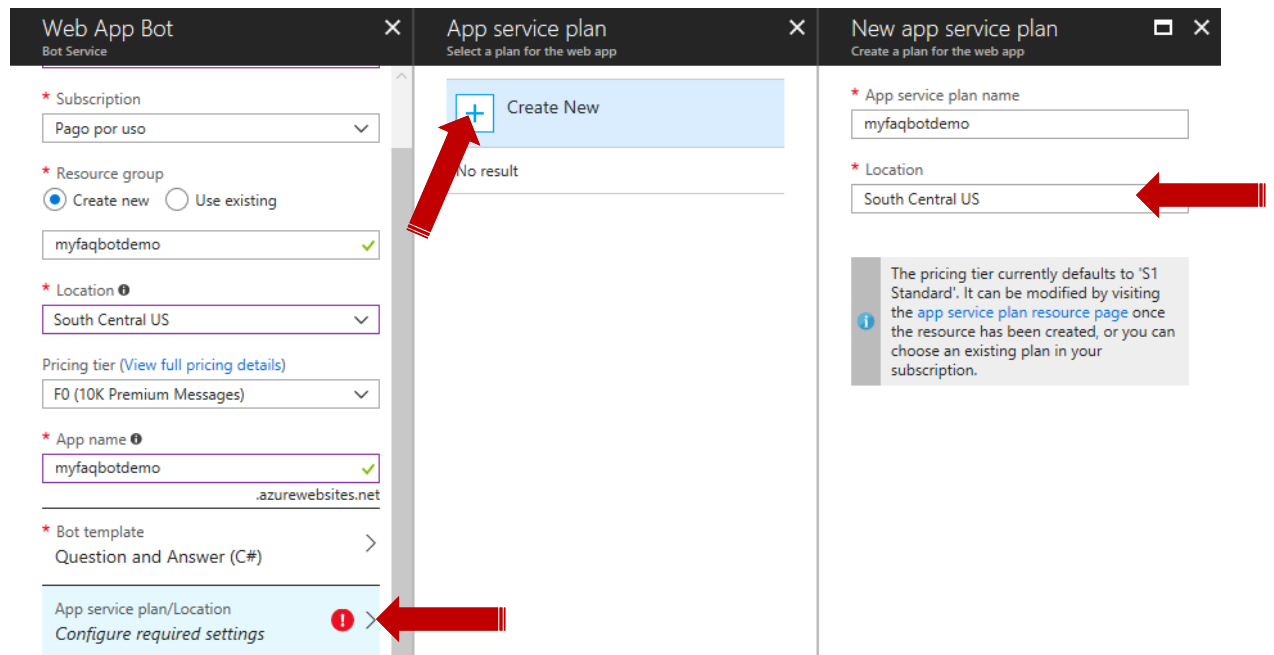 Web App Bot
Bot Service
* Subscription
Pago por uso
* Resource group
Create new
Use existing
myfaqbotdemo
* Location
South Central US
Pricing tier (View full pricing details)
F0 (10K Premium Messages)
* App name
myfaqbotdemo
.azurewebsites.net
* Bot template
Question and Answer (C#)
App service plan/Location
Configure required settings
App service plan
Select a plan for the web app
Create New
No result
New app service plan
Create a plan for the web app
* App service plan name
myfaqbotdemo
* Location
South Central US
The pricing tier currently defaults to 'S1
Standard'. It can be modified by visiting
the app service plan resource page once
the resource has been created, or you can
choose an existing plan in your
subscription.